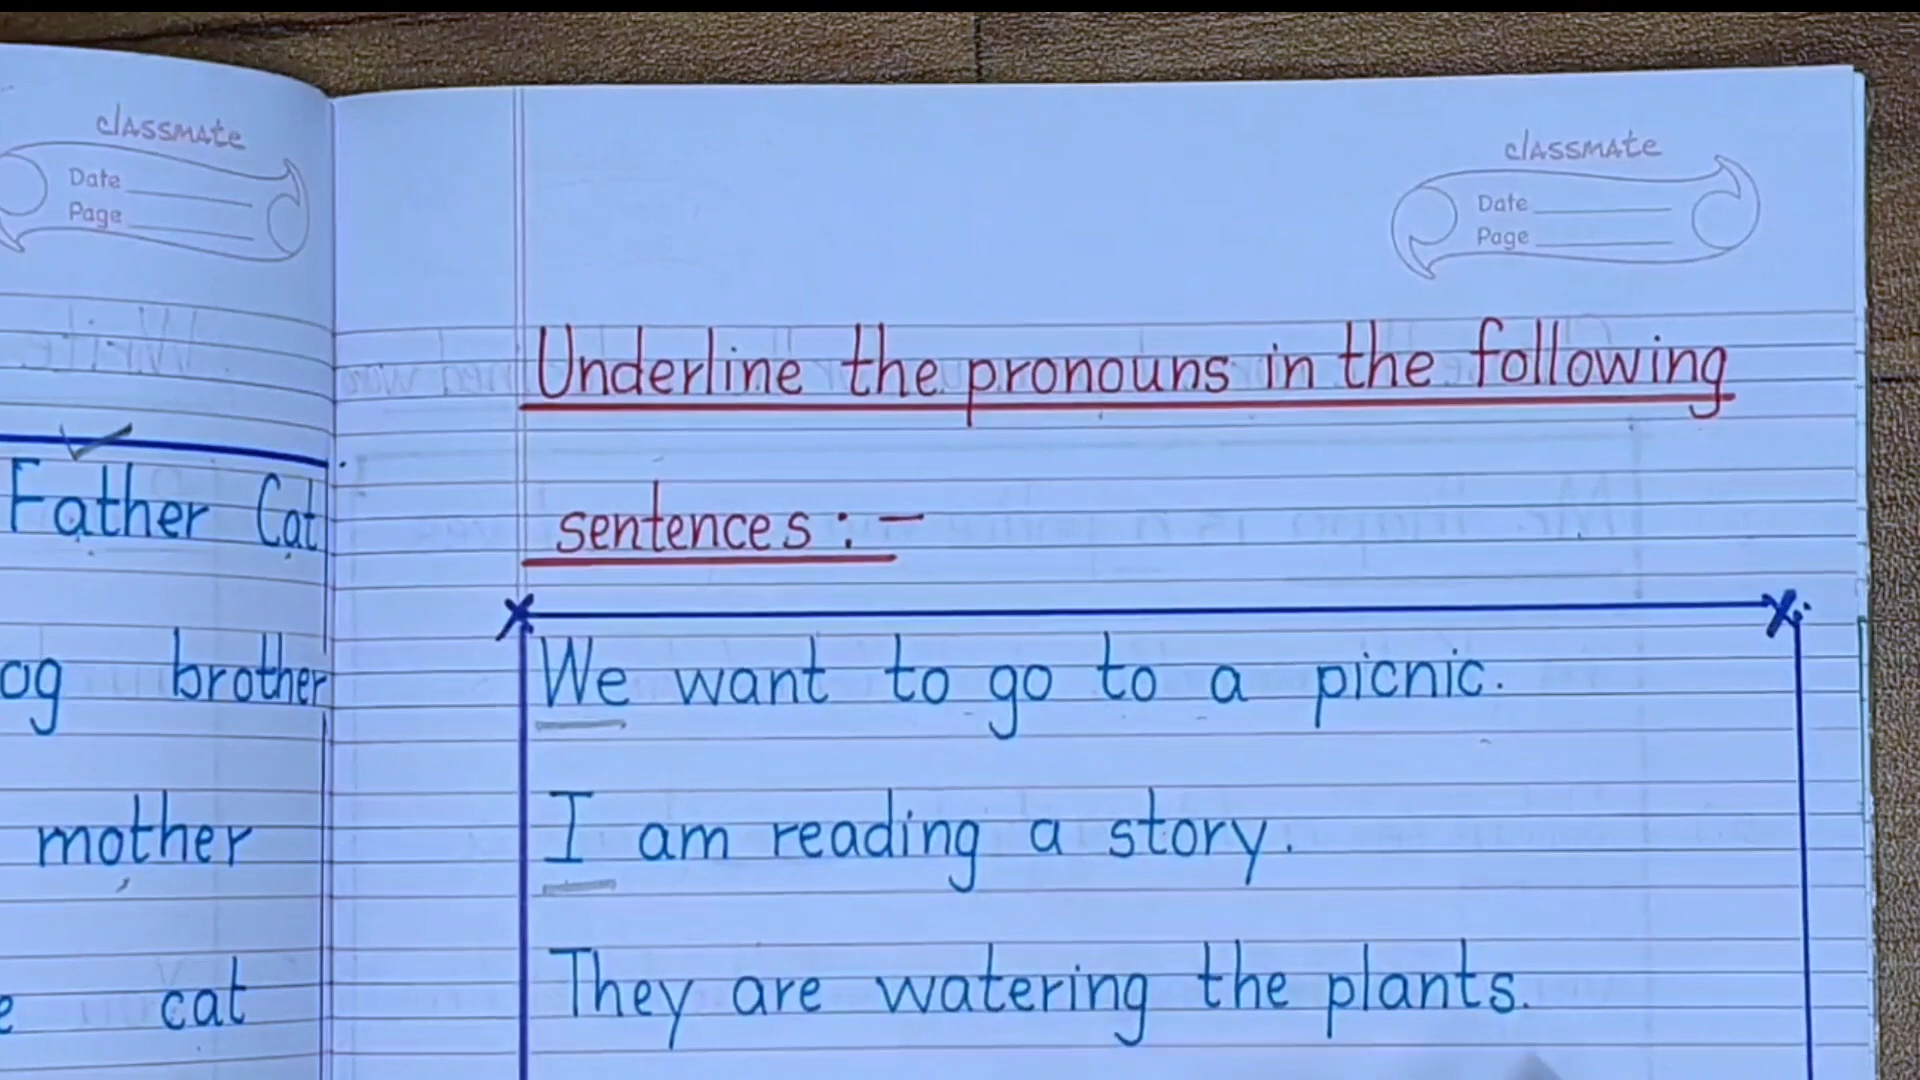 classmate
Date
Page
Father Cat
og brother
mother
e cat
classmate
Date
Page
Underline the pronouns in the following
sentences : -
We want to go to a picnic.
I am reading a story.
They are watering the plants.